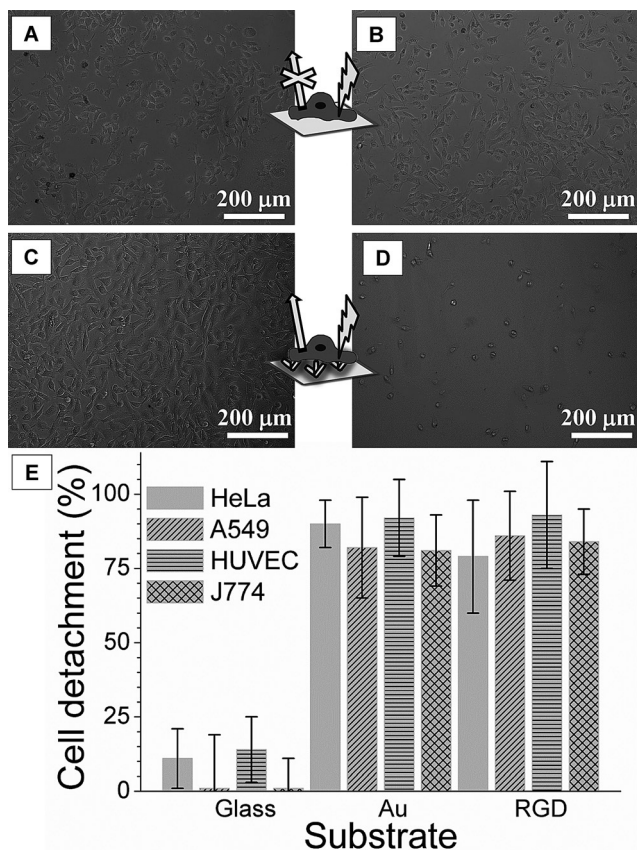 A
B
200 µm
200 µm
C
D
200 µm
200 µm
E
Cell detachment (%)
100
75
50
25
0
HeLa
A549
HUVEC
J774
Glass
Au
RGD
Substrate